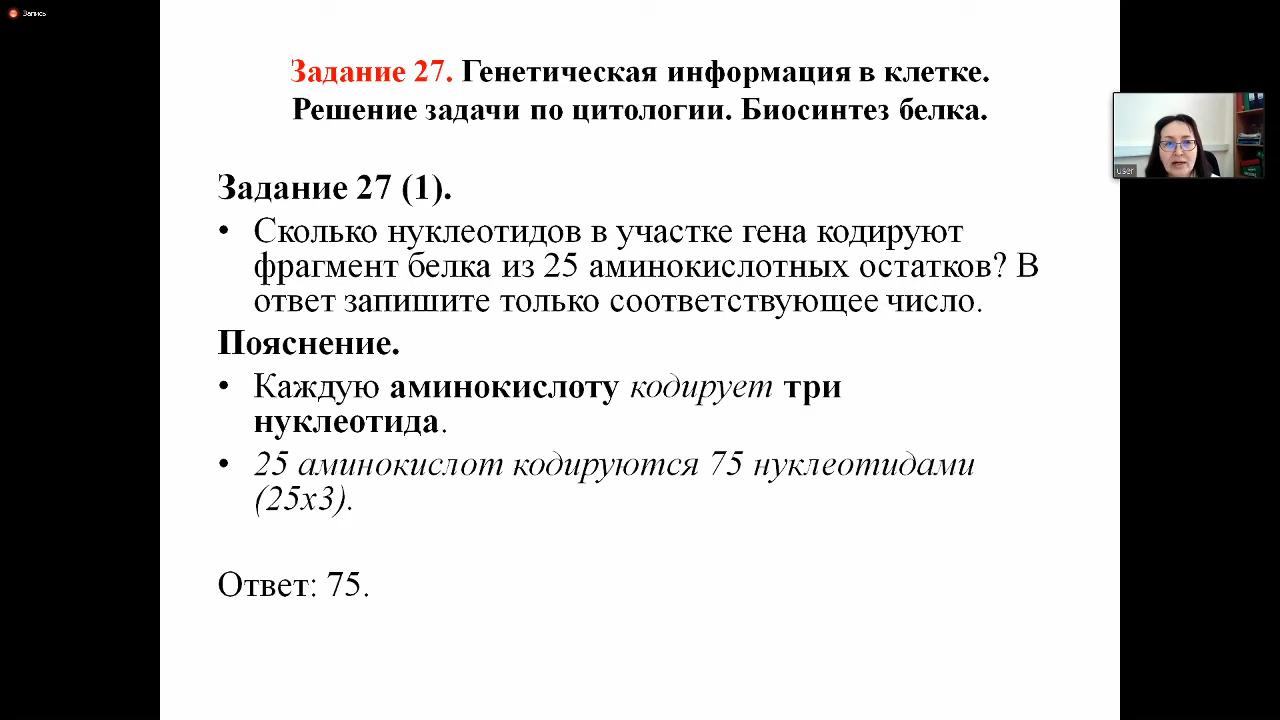 Запись
Задание 27. Генетическая информация в клетке.
Решение задачи по цитологии. Биосинтез белка.
Задание 27 (1).
• Сколько нуклеотидов в участке гена кодируют
фрагмент белка из 25 аминокислотных остатков? В
ответ запишите только соответствующее число.
Пояснение.
• Каждую аминокислоту кодирует три
нуклеотида.
• 25 аминокислот кодируются 75 нуклеотидами
(25х3).
Ответ: 75.
user